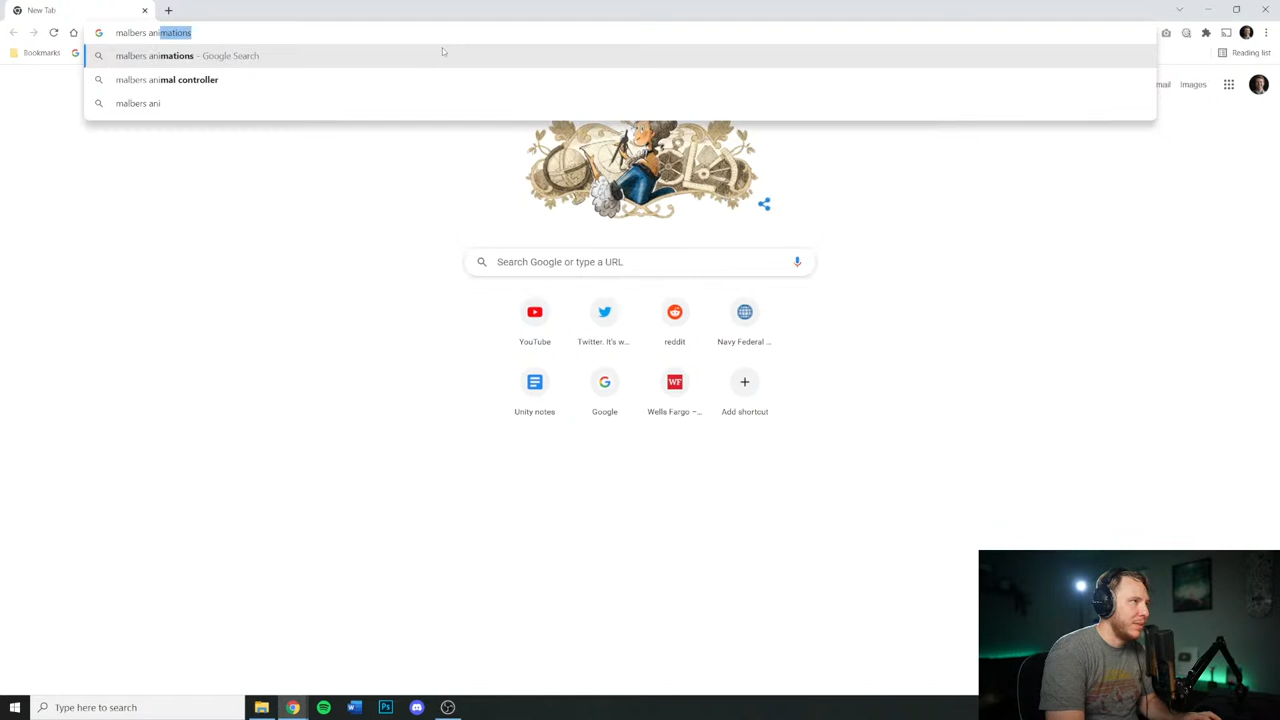 New Tab
malbers animations
Bookmarks
malbers animations - Google Search
Reading list
malbers animal controller
mail
Images
malbers ani
Search Google or type a URL
YouTube
Twitter. It's w...
reddit
Navy Federal ...
WF
Unity notes
Google
Wells Fargo –...
Add shortcut
Type here to search